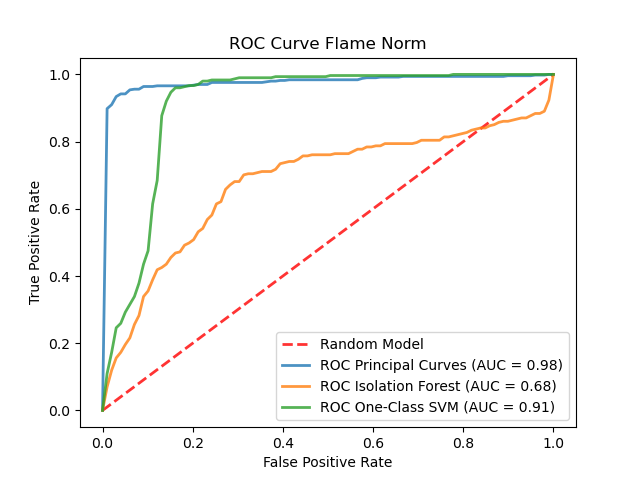 ROC Curve Flame Norm
True Positive Rate
1.0
0.8
0.6
0.4
0.2
0.0
Random Model
ROC Principal Curves (AUC = 0.98)
ROC Isolation Forest (AUC = 0.68)
ROC One-Class SVM (AUC = 0.91)
0.0 0.2 0.4 0.6 0.8 1.0
False Positive Rate